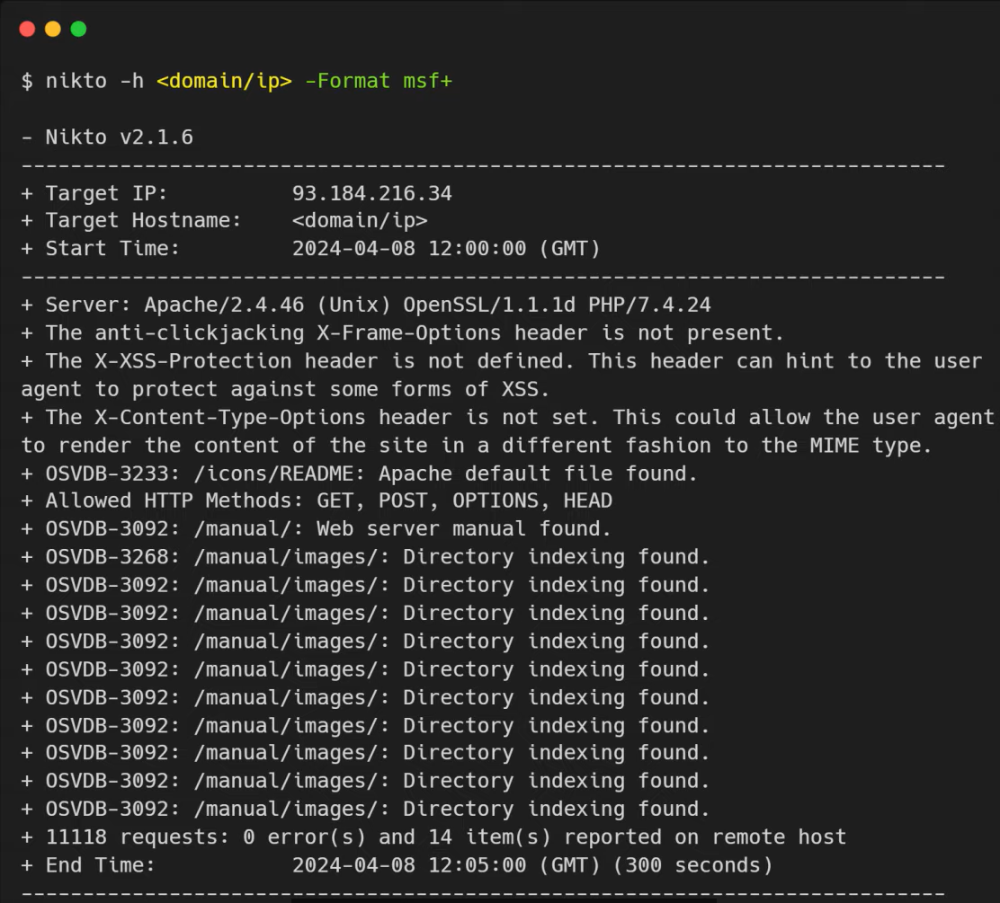 $ nikto -h <domain/ip> -Format msf+
- Nikto v2.1.6
---------------------------------------------------------------------------
+ Target IP:          93.184.216.34
+ Target Hostname:    <domain/ip>
+ Start Time:         2024-04-08 12:00:00 (GMT)
---------------------------------------------------------------------------
+ Server: Apache/2.4.46 (Unix) OpenSSL/1.1.1d PHP/7.4.24
+ The anti-clickjacking X-Frame-Options header is not present.
+ The X-XSS-Protection header is not defined. This header can hint to the user
agent to protect against some forms of XSS.
+ The X-Content-Type-Options header is not set. This could allow the user agent
to render the content of the site in a different fashion to the MIME type.
+ OSVDB-3233: /icons/README: Apache default file found.
+ Allowed HTTP Methods: GET, POST, OPTIONS, HEAD
+ OSVDB-3092: /manual/: Web server manual found.
+ OSVDB-3268: /manual/images/: Directory indexing found.
+ OSVDB-3092: /manual/images/: Directory indexing found.
+ OSVDB-3092: /manual/images/: Directory indexing found.
+ OSVDB-3092: /manual/images/: Directory indexing found.
+ OSVDB-3092: /manual/images/: Directory indexing found.
+ OSVDB-3092: /manual/images/: Directory indexing found.
+ OSVDB-3092: /manual/images/: Directory indexing found.
+ OSVDB-3092: /manual/images/: Directory indexing found.
+ OSVDB-3092: /manual/images/: Directory indexing found.
+ OSVDB-3092: /manual/images/: Directory indexing found.
+ 11118 requests: 0 error(s) and 14 item(s) reported on remote host
+ End Time:           2024-04-08 12:05:00 (GMT) (300 seconds)
---------------------------------------------------------------------------